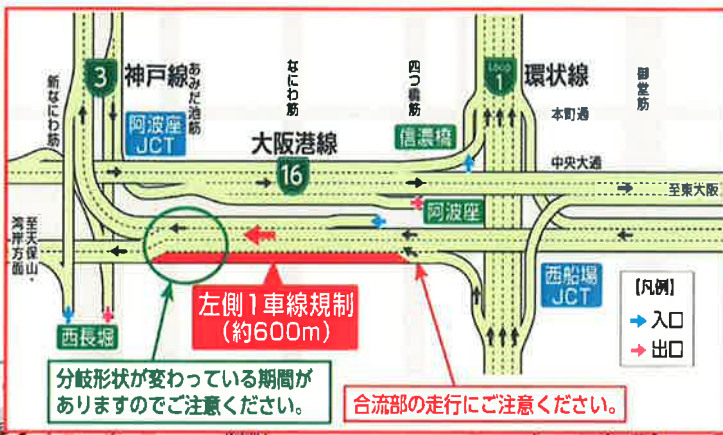 3
神戸線
あみだ池筋
なにわ筋
四つ橋筋
LOOP
1
環状線
御堂筋
新なにわ筋
阿波座
JCT
大阪港線
16
信濃橋
本町通
中央大通
至東大阪
阿波座
至天保山・
湾岸方面
西長堀
左側1車線規制
(約600m)
西船場
JCT
【凡例】
入口
出口
分岐形状が変わっている期間が
ありますのでご注意ください。
合流部の走行にご注意ください。